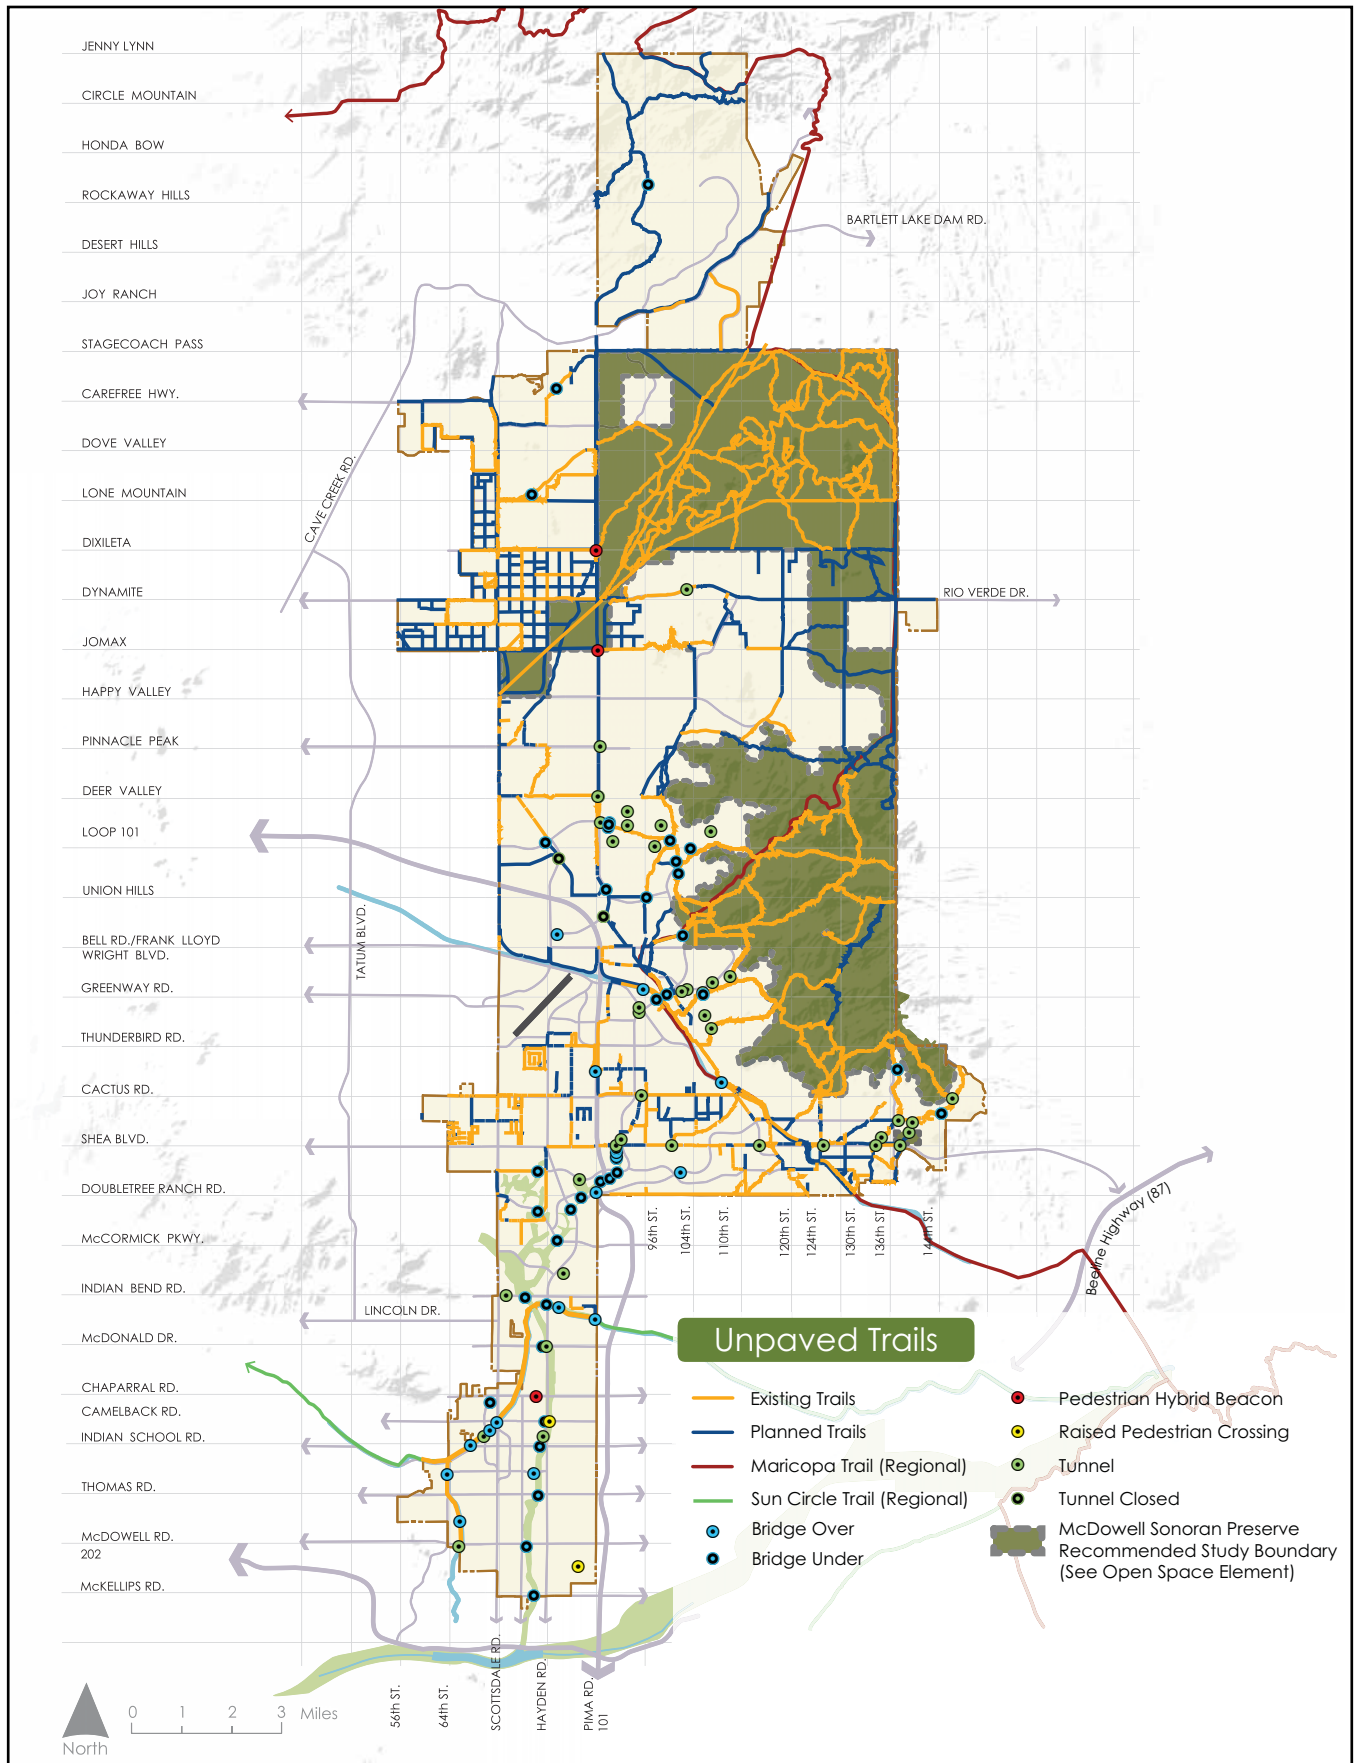 JENNY LYNN
CIRCLE MOUNTAIN
HONDA BOW
ROCKAWAY HILLS
BARTLETT LAKE DAM RD.
DESERT HILLS
JOY RANCH
STAGECOACH PASS
CAREFREE HWY.
DOVE VALLEY
CAVE CREEK RD.
LONE MOUNTAIN
DIXILETA
DYNAMITE
RIO VERDE DR.
JOMAX
HAPPY VALLEY
PINNACLE PEAK
DEER VALLEY
LOOP 101
UNION HILLS
TATUM BLVD.
BELL RD./FRANK LLOYD
WRIGHT BLVD.
GREENWAY RD.
THUNDERBIRD RD.
CACTUS RD.
SHEA BLVD.
DOUBLETREE RANCH RD.
96th ST.
104th ST.
110th ST.
120th ST.
124th ST.
130th ST.
136th ST.
144th ST.
Beeline Highway (87)
McCORMICK PKWY.
INDIAN BEND RD.
LINCOLN DR.
McDONALD DR.
CHAPARRAL RD.
CAMELBACK RD.
INDIAN SCHOOL RD.
THOMAS RD.
McDOWELL RD.
202
McKELLIPS RD.
Unpaved Trails
Existing Trails
Planned Trails
Maricopa Trail (Regional)
Sun Circle Trail (Regional)
Bridge Over
Bridge Under
Pedestrian Hybrid Beacon
Raised Pedestrian Crossing
Tunnel
Tunnel Closed
McDowell Sonoran Preserve
Recommended Study Boundary
(See Open Space Element)
56th ST.
64th ST.
SCOTTSDALE RD.
HAYDEN RD.
PIMA RD.
101
0 1 2 3 Miles
North